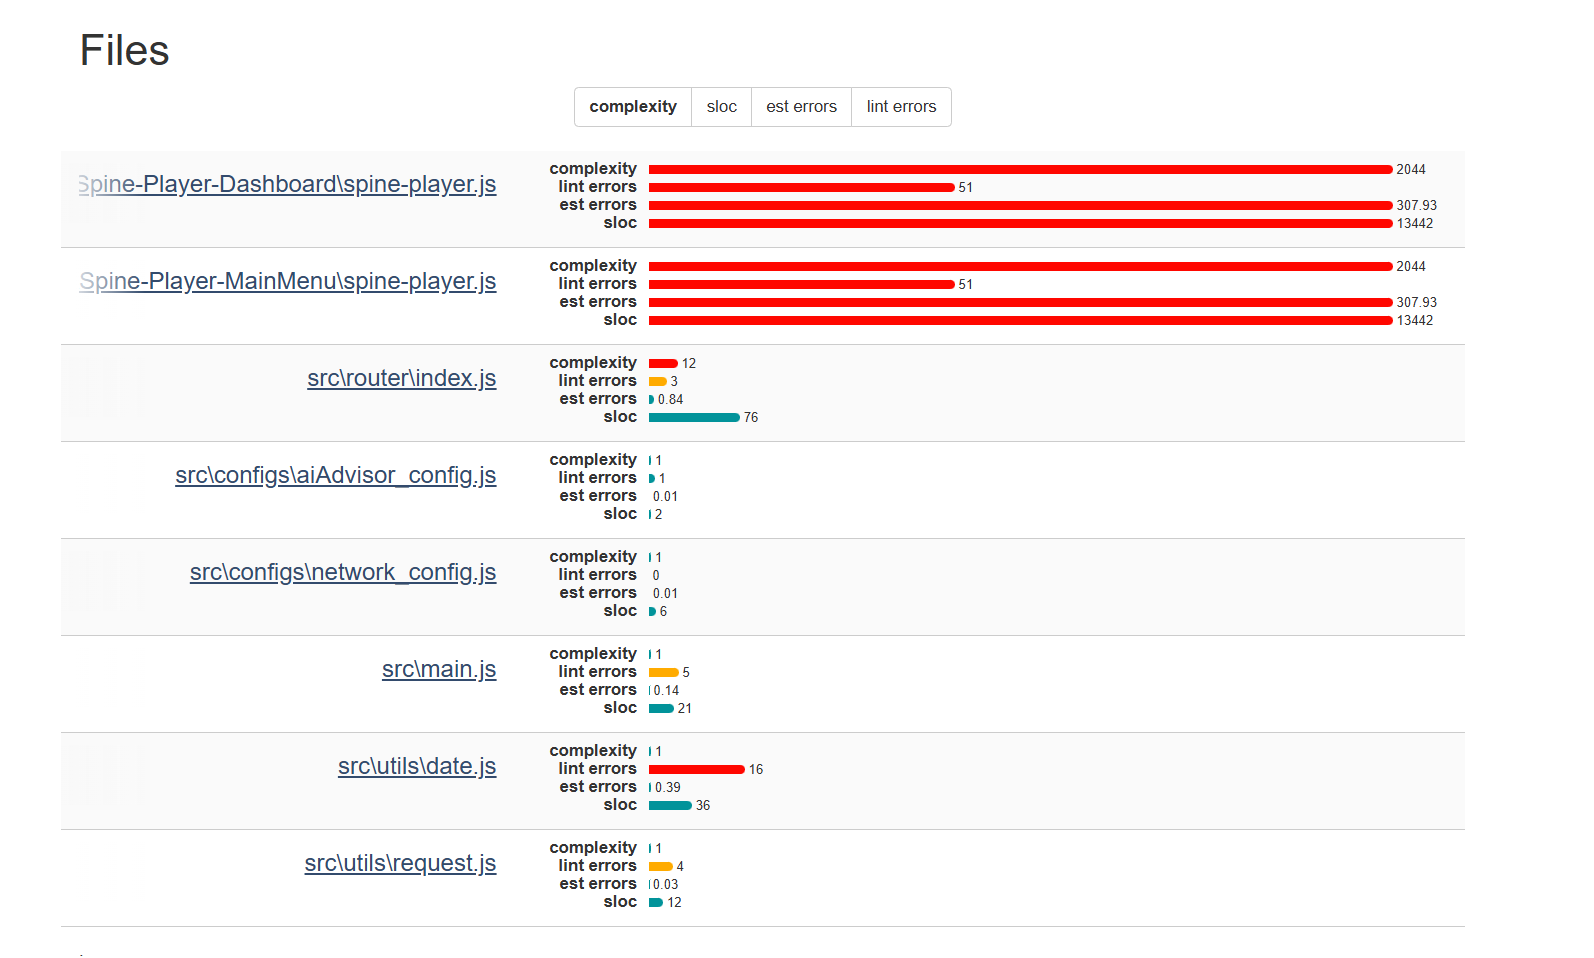 Files
complexity sloc est errors lint errors
Spine-Player-Dashboard\spine-player.js
complexity 2044
lint errors 51
est errors 307.93
sloc 13442
Spine-Player-MainMenu\spine-player.js
complexity 2044
lint errors 51
est errors 307.93
sloc 13442
src\router\index.js
complexity 12
lint errors 3
est errors 0.84
sloc 76
src\configs\aiAdvisor_config.js
complexity 1
lint errors 1
est errors 0.01
sloc 2
src\configs\network_config.js
complexity 1
lint errors 0
est errors 0.01
sloc 6
src\main.js
complexity 1
lint errors 5
est errors 0.14
sloc 21
src\utils\date.js
complexity 1
lint errors 16
est errors 0.39
sloc 36
src\utils\request.js
complexity 1
lint errors 4
est errors 0.03
sloc 12